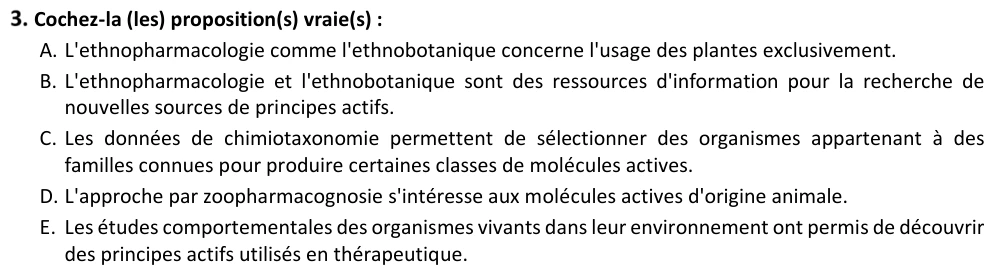 3. Cochez-la (les) proposition(s) vraie(s) :
A. L'ethnopharmacologie comme l'ethnobotanique concerne l'usage des plantes exclusivement.
B. L'ethnopharmacologie et l'ethnobotanique sont des ressources d'information pour la recherche de
nouvelles sources de principes actifs.
C. Les données de chimiotaxonomie permettent de sélectionner des organismes appartenant à des
familles connues pour produire certaines classes de molécules actives.
D. L'approche par zoopharmacognosie s'intéresse aux molécules actives d'origine animale.
E. Les études comportementales des organismes vivants dans leur environnement ont permis de découvrir
des principes actifs utilisés en thérapeutique.